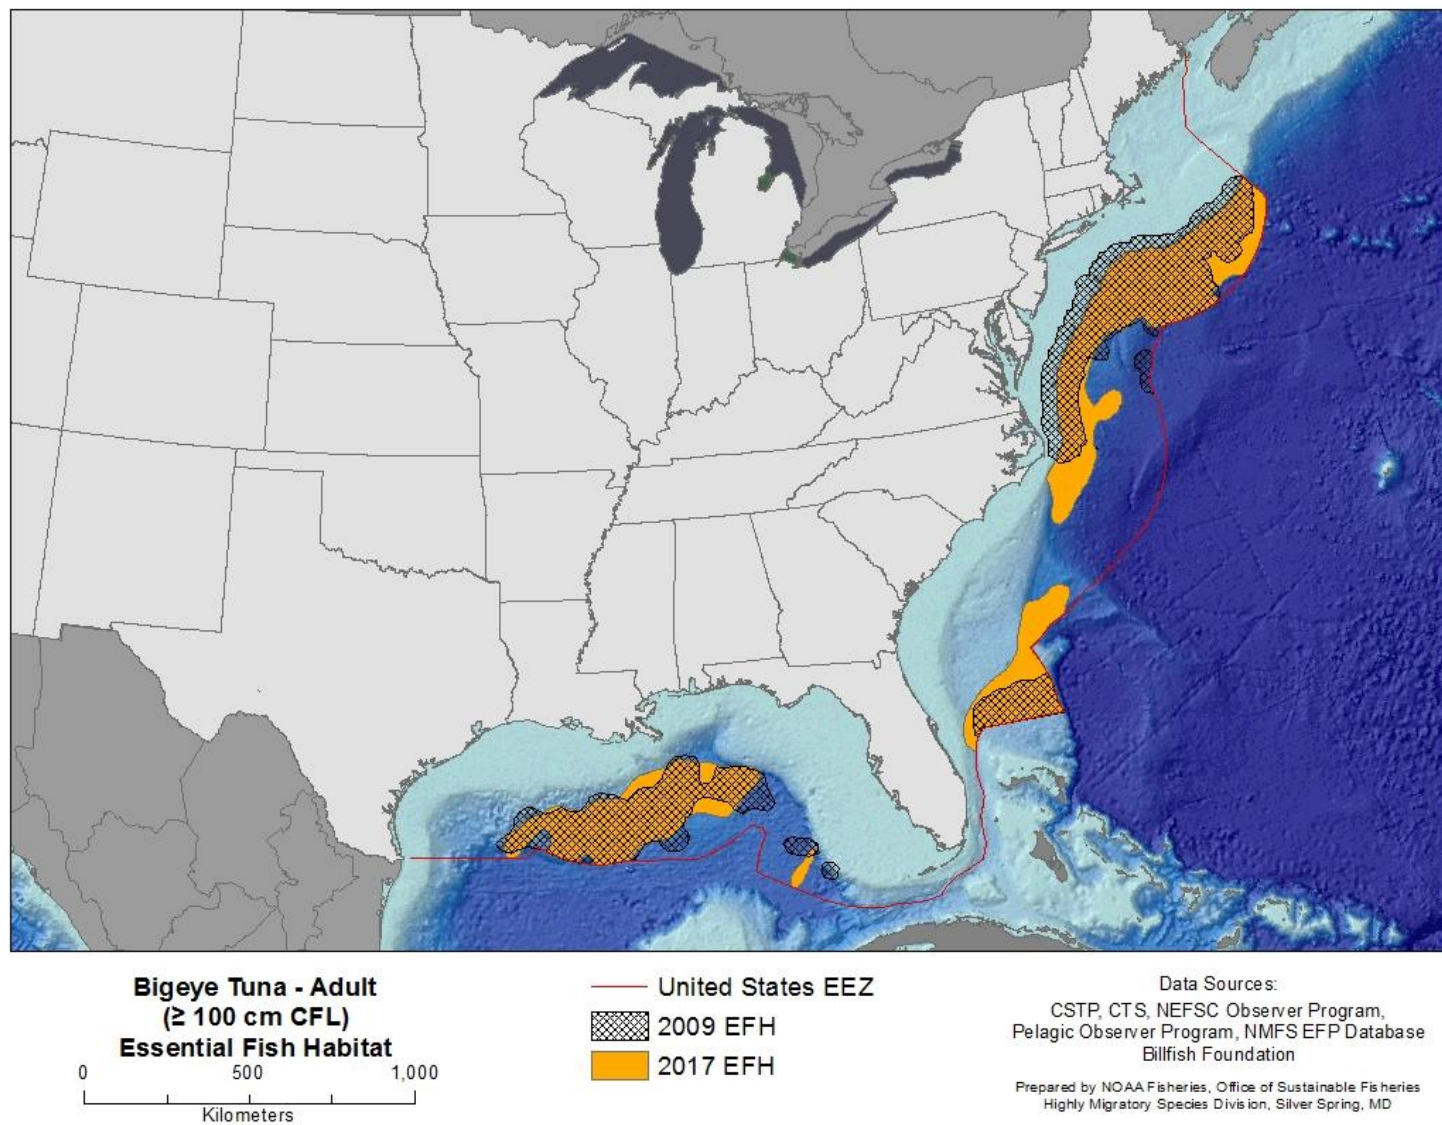 Bigeye Tuna - Adult
(≥ 100 cm CFL)
Essential Fish Habitat
0 500 1,000
Kilometers
United States EEZ
2009 EFH
2017 EFH
Data Sources:
CSTP, CTS, NEFSC Observer Program,
Pelagic Observer Program, NMFS EFP Database
Billfish Foundation
Prepared by NOAA Fisheries, Office of Sustainable Fisheries
Highly Migratory Species Division, Silver Spring, MD